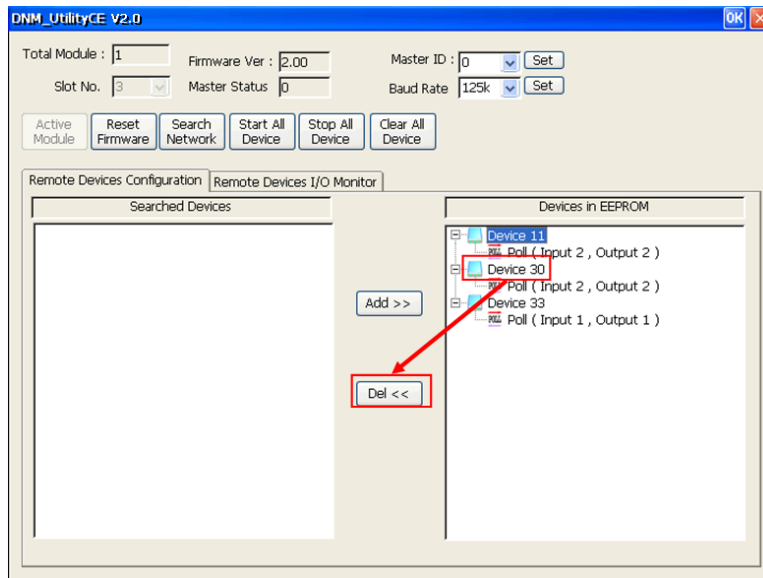 DNM_UtilityCE V2.0 OK
Total Module : 1 Firmware Ver : 2.00 Master ID : 0 Set
Slot No. 3 Master Status 0 Baud Rate 125k Set
Active Module Reset Firmware Search Network Start All Device Stop All Device Clear All Device
Remote Devices Configuration Remote Devices I/O Monitor
Searched Devices Devices in EEPROM
Device 11
POLL Poll ( Input 2 , Output 2 )
Device 30
POLL Poll ( Input 2 , Output 2 )
Device 33
POLL Poll ( Input 1 , Output 1 )
Add >>
Del <<